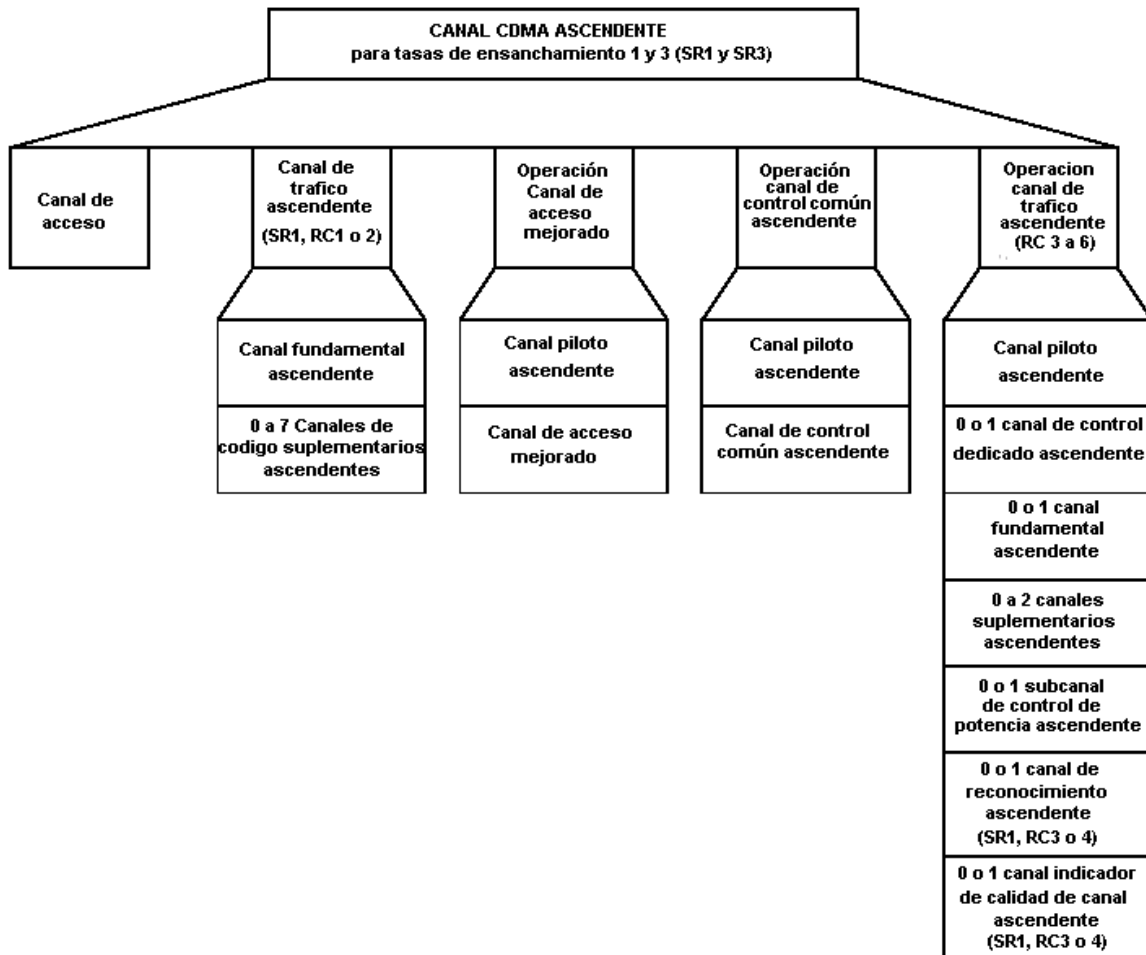 CANAL CDMA ASCENDENTE
para tasas de ensanchamiento 1 y 3 (SR1 y SR3)
Canal de
acceso
Canal de
trafico
ascendente
(SR1, RC1 o 2)
Operación
Canal de
acceso
mejorado
Operación
canal de
control común
ascendente
Operacion
canal de
trafico
ascendente
(RC 3 a 6)
Canal fundamental
ascendente
0 a 7 Canales de
codigo suplementarios
ascendentes
Canal piloto
ascendente
Canal de acceso
mejorado
Canal piloto
ascendente
Canal de control
común ascendente
Canal piloto
ascendente
0 o 1 canal de control
dedicado ascendente
0 o 1 canal
fundamental
ascendente
0 a 2 canales
suplementarios
ascendentes
0 o 1 subcanal
de control de
potencia ascendente
0 o 1 canal de
reconocimiento
ascendente
(SR1, RC3 o 4)
0 o 1 canal indicador
de calidad de canal
ascendente
(SR1, RC3 o 4)